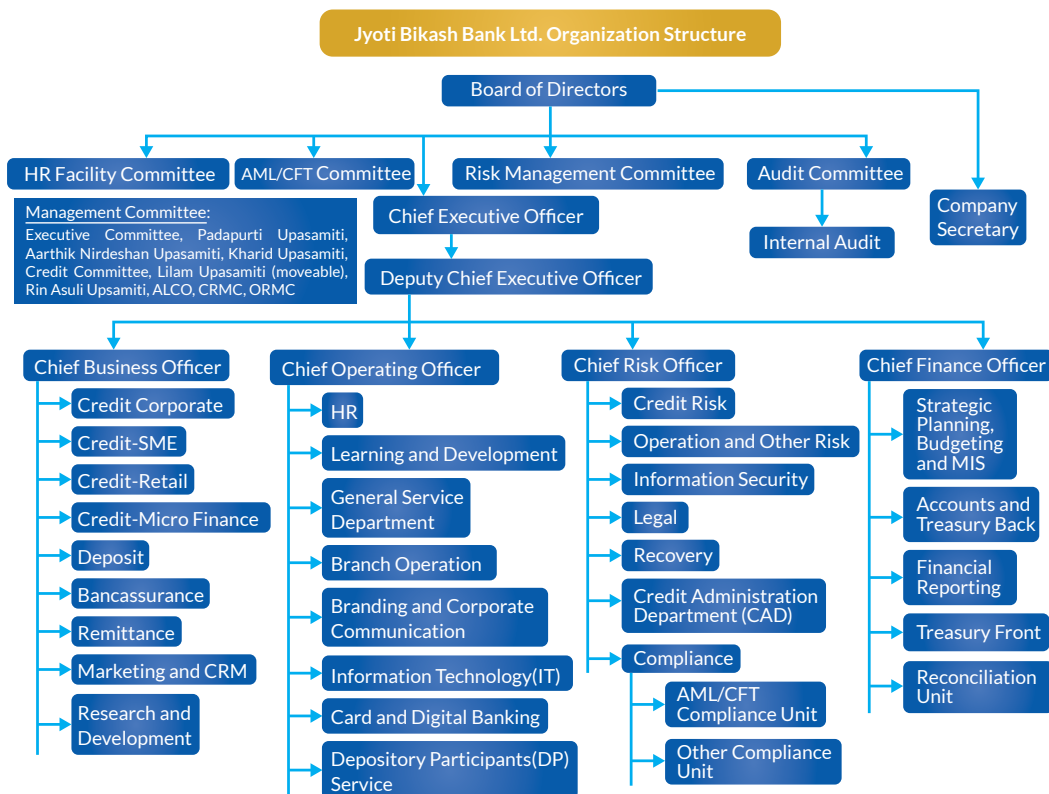 Jyoti Bikash Bank Ltd. Organization Structure
Board of Directors
HR Facility Committee
AML/CFT Committee
Risk Management Committee
Audit Committee
Company
Secretary
Chief Executive Officer
Internal Audit
Management Committee:
Executive Committee, Padapurti Upasamiti,
Aarthik Nirdeshan Upasamiti, Kharid Upasamiti,
Credit Committee, Lilam Upasamiti (moveable),
Rin Asuli Upsamiti, ALCO, CRMC, ORMC
Deputy Chief Executive Officer
Chief Business Officer
Credit Corporate
Credit-SME
Credit-Retail
Credit-Micro Finance
Deposit
Bancassurance
Remittance
Marketing and CRM
Research and
Development
Chief Operating Officer
HR
Learning and Development
General Service
Department
Branch Operation
Branding and Corporate
Communication
Information Technology(IT)
Card and Digital Banking
Depository Participants(DP)
Service
Chief Risk Officer
Credit Risk
Operation and Other Risk
Information Security
Legal
Recovery
Credit Administration
Department (CAD)
Compliance
AML/CFT
Compliance Unit
Other Compliance
Unit
Chief Finance Officer
Strategic
Planning,
Budgeting
and MIS
Accounts and
Treasury Back
Financial
Reporting
Treasury Front
Reconciliation
Unit